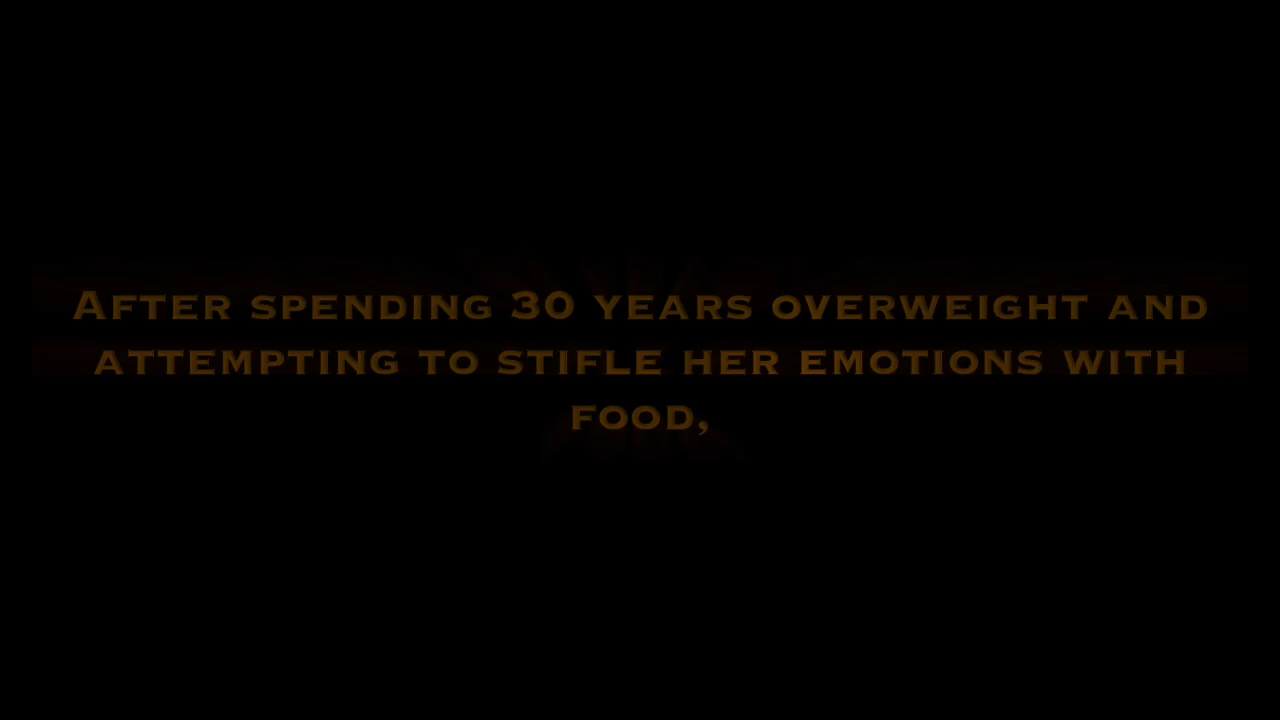 After spending 30 years overweight and
attempting to stifle her emotions with
food,